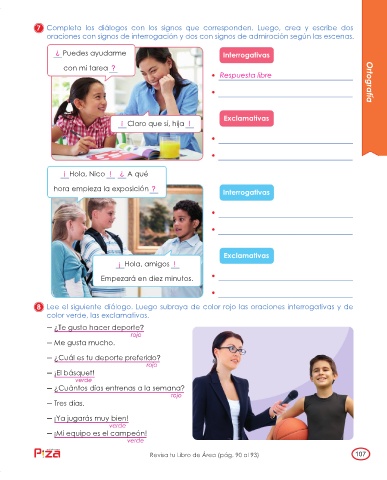 7 Completa los diálogos con los signos que corresponden. Luego, crea y escribe dos
oraciones con signos de interrogación y dos con signos de admiración según las escenas.
¿ Puedes ayudarme
con mi tarea ?
¡ Claro que sí, hija !
Interrogativas
• Respuesta libre
•
Exclamativas
•
•
Ortografía
¡ Hola, Nico ! ¿ A qué
hora empieza la exposición ?
¡ Hola, amigos !
Empezará en diez minutos.
Interrogativas
•
•
Exclamativas
•
•
8 Lee el siguiente diálogo. Luego subraya de color rojo las oraciones interrogativas y de
color verde, las exclamativas.
– ¿Te gusta hacer deporte?
rojo
– Me gusta mucho.
– ¿Cuál es tu deporte preferido?
rojo
– ¡El básquet!
verde
– ¿Cuántos días entrenas a la semana?
rojo
– Tres días.
– ¡Ya jugarás muy bien!
verde
– ¡Mi equipo es el campeón!
verde
Pizza
Revisa tu Libro de Área (pág. 90 al 93)
107